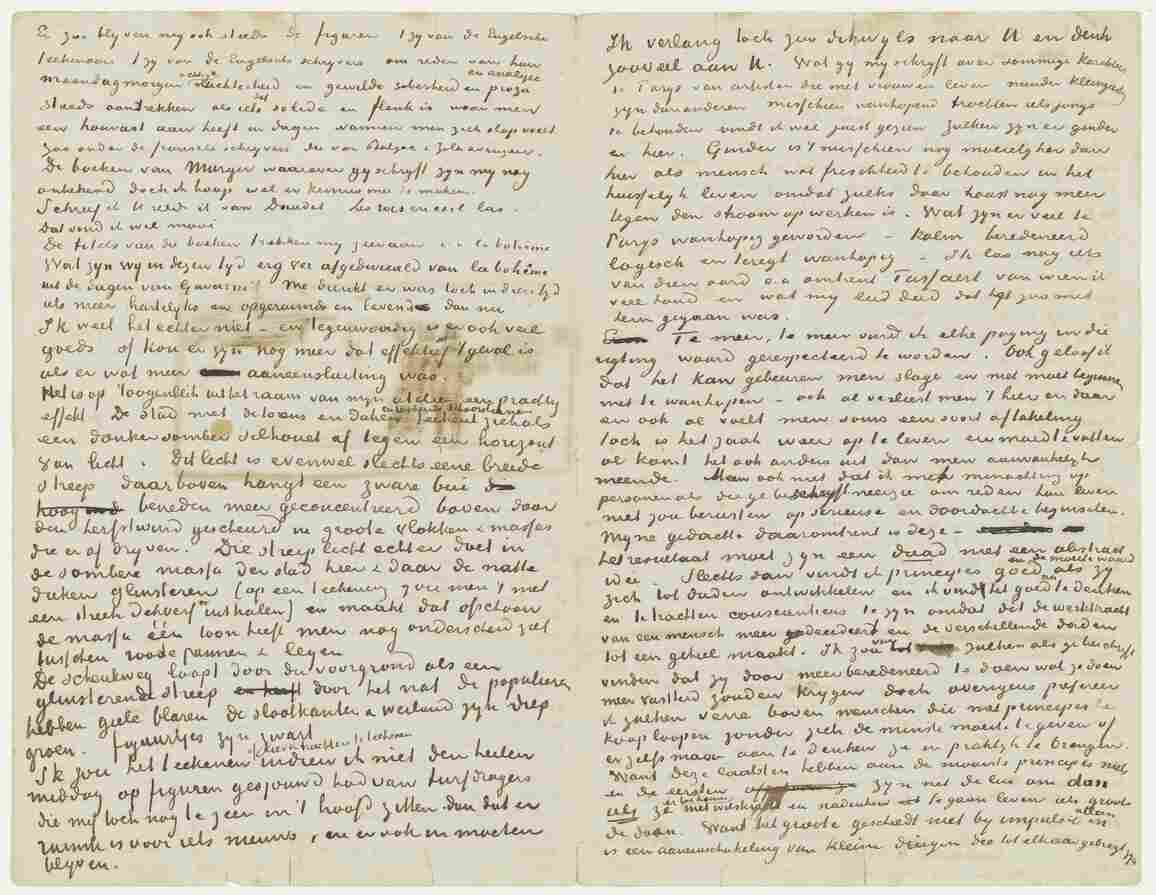 En zoo blyven my ook steeds de figuren 't zy van de Engelsche
teekenaars 't zy van de Engelsche schryvers om reden van hun
maandagmorgen achtige nuchterheid en gewilde soberheid en proza en analyse
steeds aantrekken als iets dat solide en flink is waar men
een houvast aan heeft in dagen wanneer men zich slap voelt.
Zoo onder de fransche schryvers die van Balzac & Zola evenzeer.
De boeken van Murger waarover gy schryft zyn my nog
onbekend doch ik hoop wel er kennis mee te maken.
Schreef ik U reeds ik van Daudet les rois en exil las.
Dat vond ik wel mooi
De titels van die boeken trekken my zeer aan o.a. la bohême
Wat zyn wy in dezen tyd erg ver afgedwaald van la bohême
uit de dagen van Gavarni! Me dunkt er was toch in dien tyd
iets meer hartelyks en opgeruimds en levends dan nu
Ik weet het echter niet – en tegenwoordig is er ook veel
goeds of kon er zyn nog meer dat effektief 't geval is
als er wat meer aaneensluiting was.
Het is op 't oogenblik uit het raam van myn atelier een prachtig
effekt. De stad met de torens en daken en rookende schoorsteenen teekent zich als
een donker somber silhouet af tegen een horizont
van licht. Dit licht is evenwel slechts eene breede
streep daarboven hangt een zware bui
beneden meer geconcentreerd boven door
den herfstwind gescheurd in groote vlokken & massas
die er af dryven. Die streep licht echter doet in
de sombere massa der stad hier & daar de natte
daken glinsteren (op een teekening zou men 't met
een streek dekverf uithalen) en maakt dat ofschoon
de massa één toon heeft men nog onderscheid ziet
tusschen roode pannen & leyen
De schenkweg loopt door den voorgrond als een
glinsterende streep door het nat de populieren
hebben geele blaren de slootkanten & weiland zyn diep
groen. figuurtjes zyn zwart
Ik zou het teekenen indien ik niet den heelen
middag op figuren gespoord had van turfdragers
die my toch nog te zeer in 't hoofd zitten dan dat er
ruimte is voor iets nieuws, en er ook in moeten
blyven.
Ik verlang toch zoo dikwyls naar U en denk
zooveel aan U. Wat gy my schryft over sommige karakters
te Parys van artisten die met vrouwen leven minder kleingeestig
zyn dan anderen misschien wanhopend trachten iets jongs
te behouden vind ik wel juist gezien zulken zyn er ginder
en hier. Ginder is 't misschien nog moeielyker dan
hier als mensch wat frischheid te behouden in het
huisselyk leven omdat zulks daar haast nog meer
tegen den stroom op werken is. Wat zyn er veel te
Parys wanhopig geworden – kalm beredeneerd
logisch en teregt wanhopig – Ik las nog iets
van dien aard o.a. omtrent Tassaert van wien ik
veel houd en wat my leed deed dat het zoo met
hem gegaan was.
Te meer, te meer vind ik elke poging in die
rigting waard gerespecteerd te worden. Ook geloof ik
dat het kan gebeuren men slage en niet moet beginnen
met te wanhopen – ook al verliest men 't hier en daar
en ook al voelt men soms een soort aftakeling
toch is het zaak weer op te leven en moed te vatten
al komt het ook anders uit dan men aanvankelyk
meende. Meen ook niet dat ik met minachting op
personen als die ge beschryft neerzie om reden hun leven
niet zou berusten op serieuse en doordachte beginselen.
Myne gedachte daaromtrent is deze –
het resultaat moet zyn een daad niet een abstract
idee. Slechts dan vind ik principes goed en de moeite waard als zy
zich tot daden ontwikkelen en ik vind het goed na te denken
en te trachten conscientieus te zyn omdat dit de werkkracht
van een mensch meer gedecideerd en de verschillende daden
tot een geheel maakt. Ik zou van zulken als ge beschryft
vinden dat zy door meer beredeneerd te doen wat ze doen
meer vastheid zouden krygen doch overigens prefereer
ik zulken verre boven menschen die met principes te
koop loopen zonder zich de minste moeite te geven of
er zelfs maar aan te denken ze in praktyk te brengen.
Want deze laatsten hebben aan de mooiste principes niets
en de eersten zyn net de lui om dan
als ze er toe komen met wilskracht en nadenken te gaan leven iets groots
te doen. Want het groote geschiedt niet by impulsie alleen en
is een aaneenschakeling van kleine dingen die tot elkaar gebragt zyn